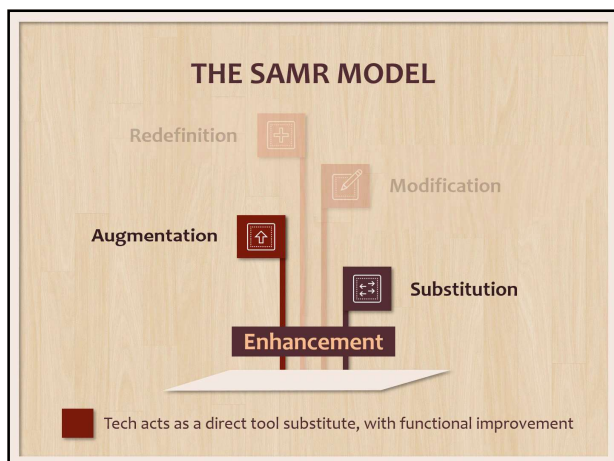 THE SAMR MODEL
Redefinition
Modification
Augmentation
Substitution
Enhancement
Tech acts as a direct tool substitute, with functional improvement